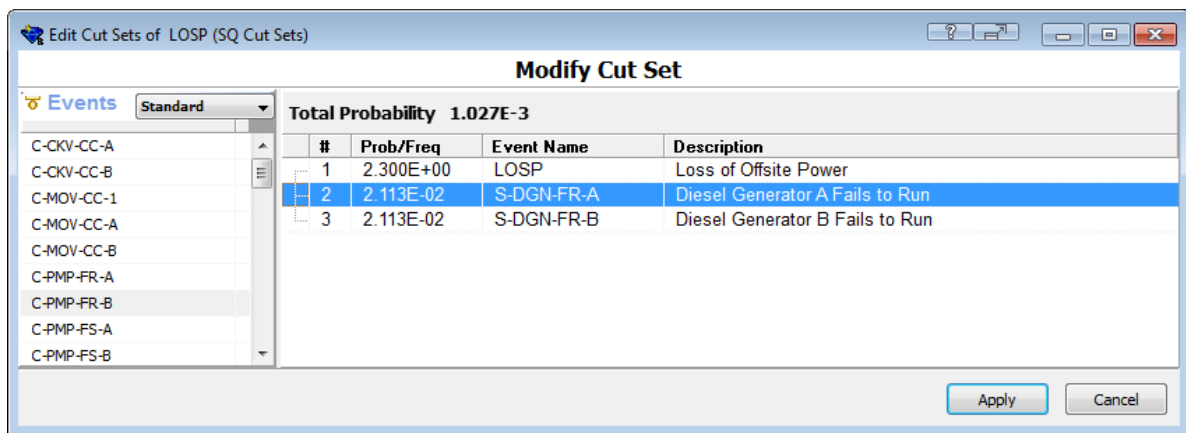 Edit Cut Sets of LOSP (SQ Cut Sets)
Modify Cut Set
Events Standard
Total Probability 1.027E-3
# Prob/Freq Event Name Description
1 2.300E+00 LOSP Loss of Offsite Power
2 2.113E-02 S-DGN-FR-A Diesel Generator A Fails to Run
3 2.113E-02 S-DGN-FR-B Diesel Generator B Fails to Run
C-CKV-CC-A
C-CKV-CC-B
C-MOV-CC-1
C-MOV-CC-A
C-MOV-CC-B
C-PMP-FR-A
C-PMP-FR-B
C-PMP-FS-A
C-PMP-FS-B
Apply Cancel